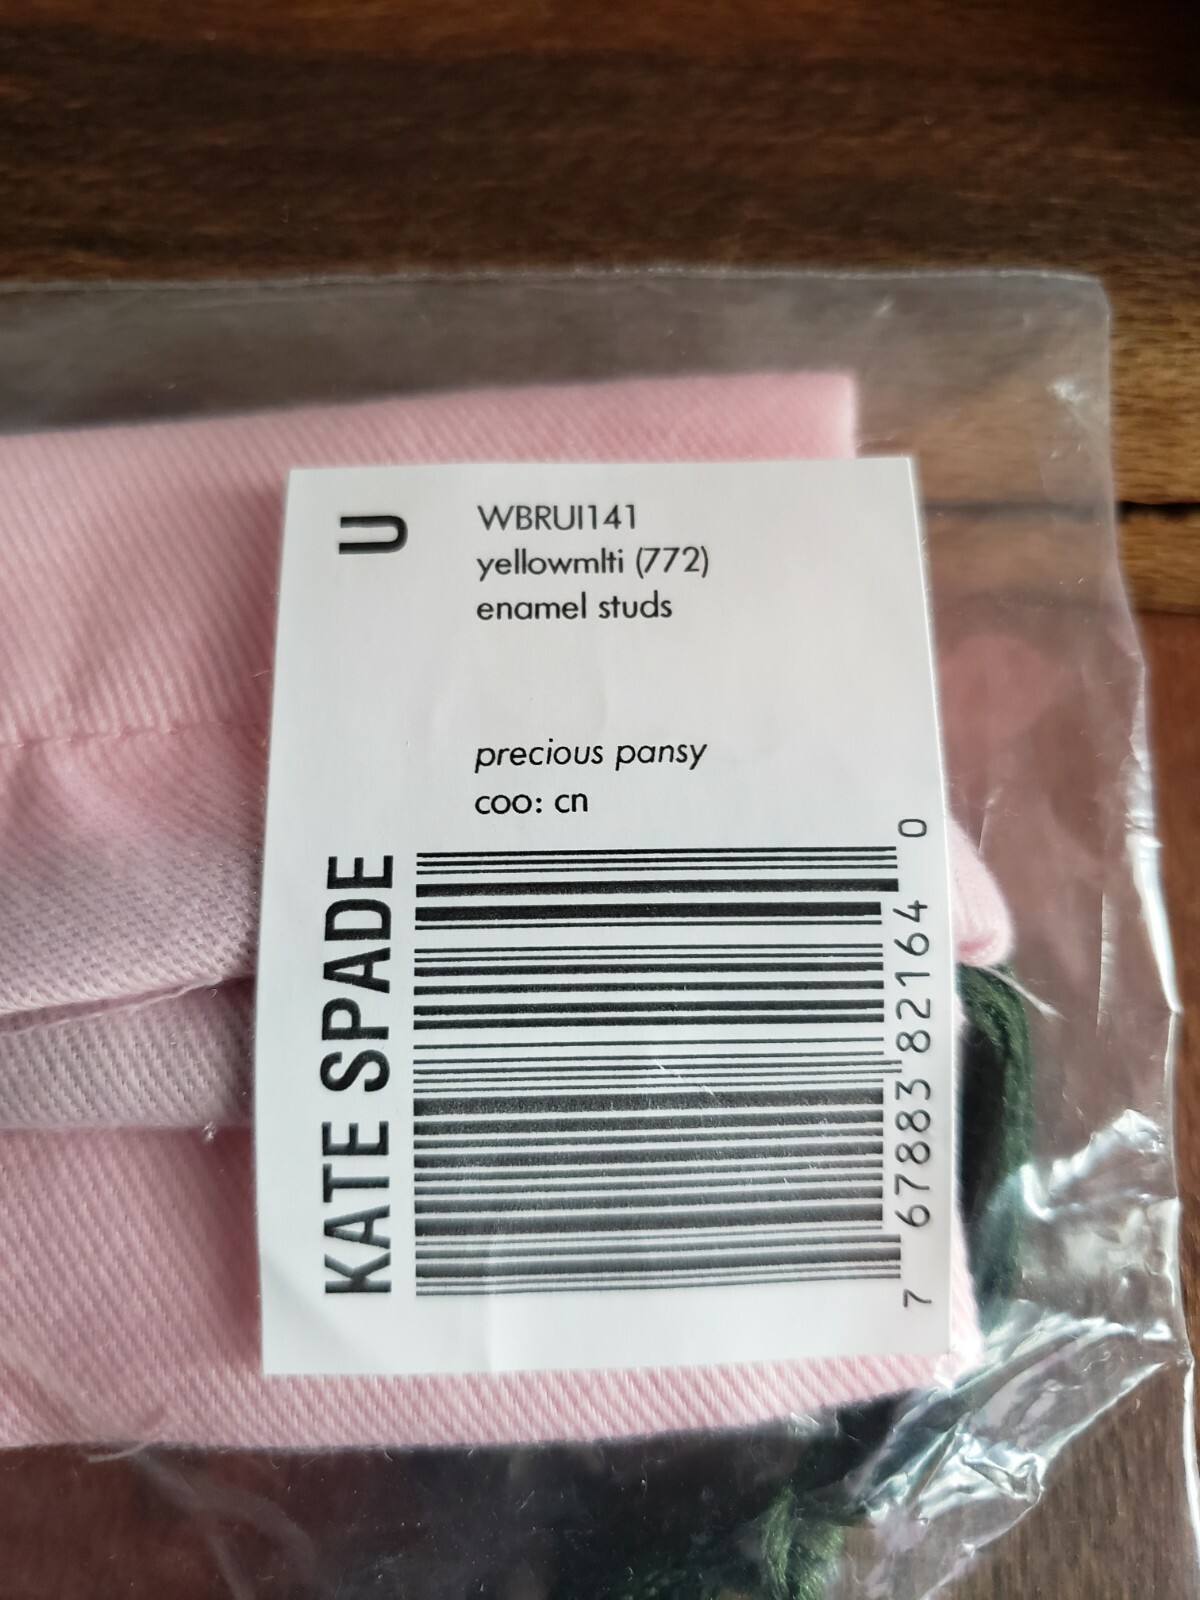 U
WBRUI141
yellowmlti (772)
enamel studs
precious pansy
coo: cn
KATE SPADE
7 67883 82164 0